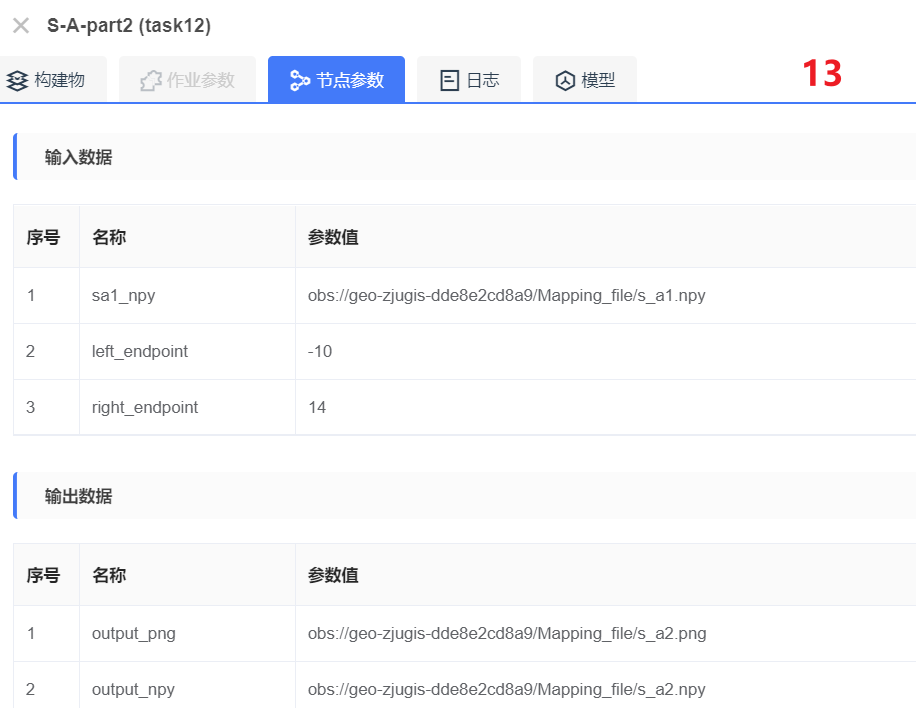 S-A-part2 (task12)
构建物 作业参数 节点参数 日志 模型 13
输入数据
序号 名称 参数值
1 sa1_npy obs://geo-zjugis-dde8e2cd8a9/Mapping_file/s_a1.npy
2 left_endpoint -10
3 right_endpoint 14
输出数据
序号 名称 参数值
1 output_png obs://geo-zjugis-dde8e2cd8a9/Mapping_file/s_a2.png
2 output_npy obs://geo-zjugis-dde8e2cd8a9/Mapping_file/s_a2.npy